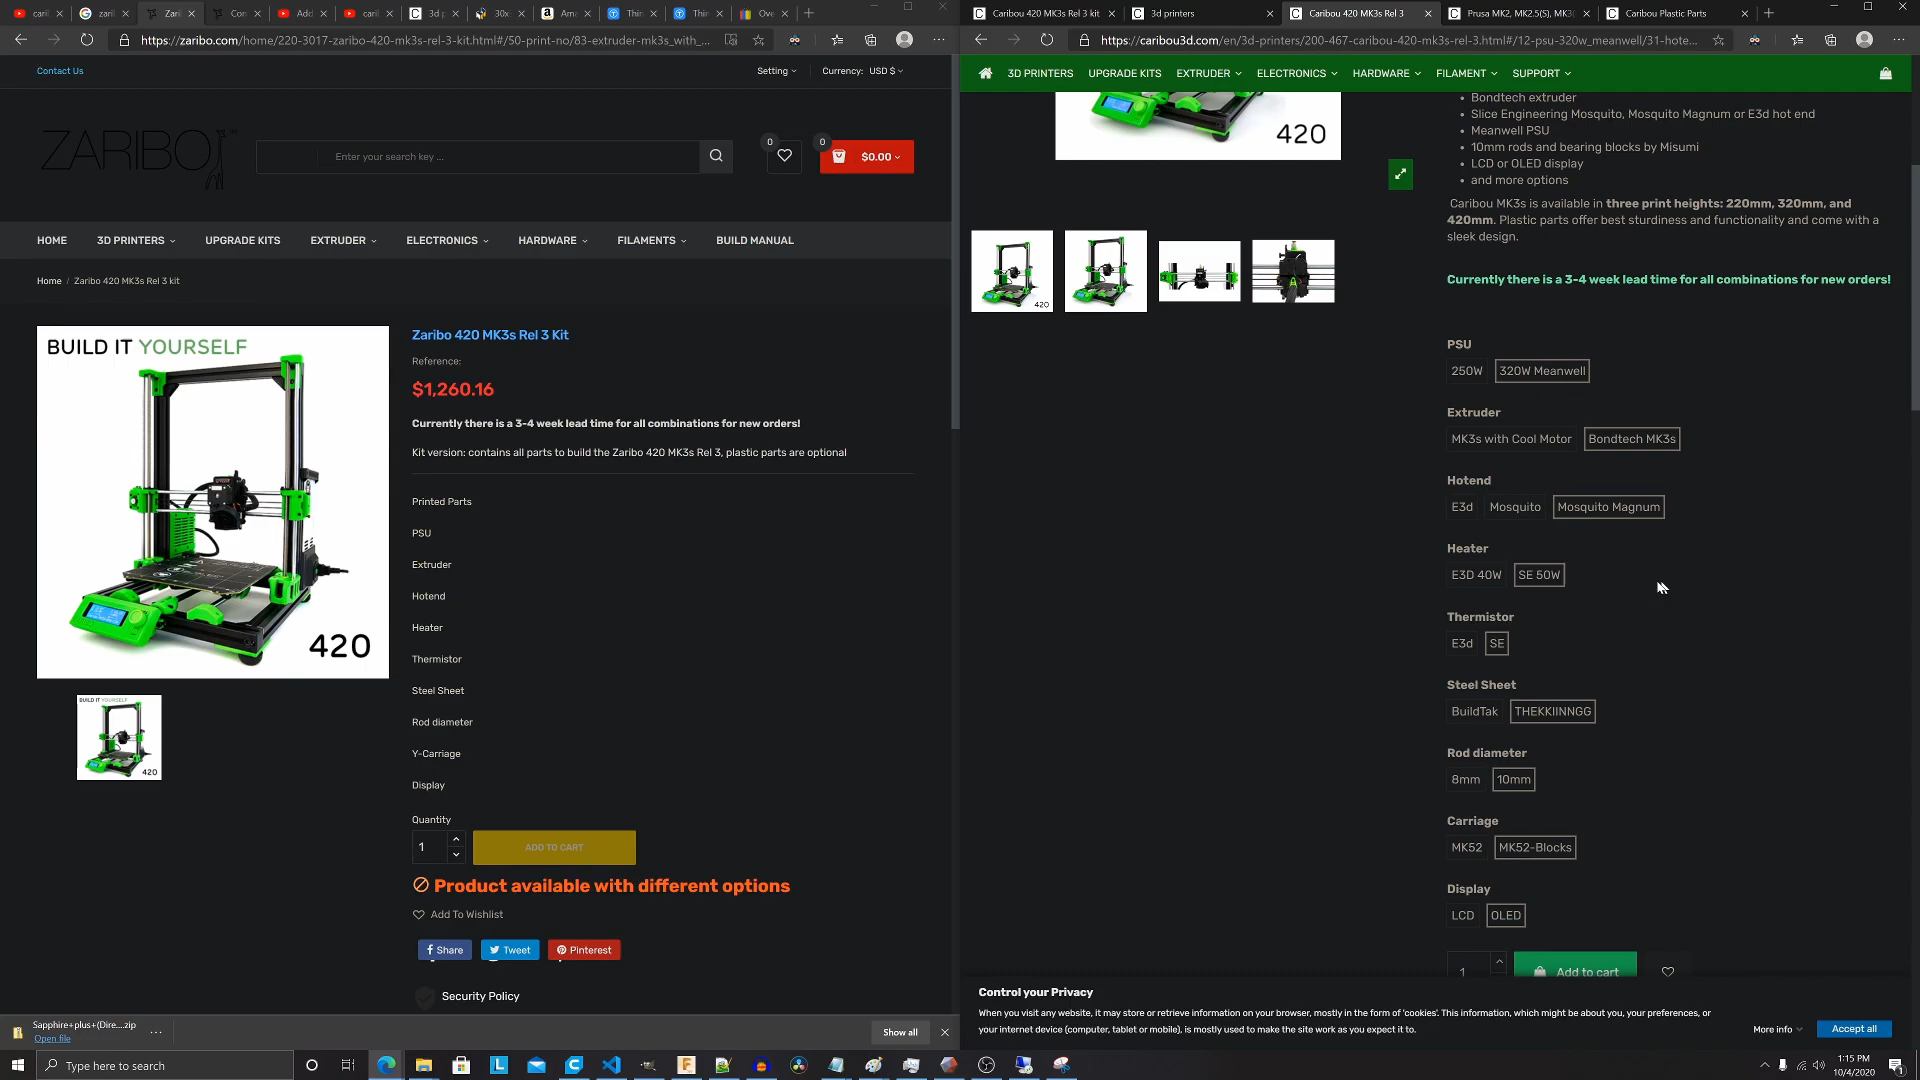 caril
zaril
Zaril
Con
Add
caril
3d p
30x
Ama
Thin
Thin
Ove
https://zaribo.com/home/220-3017-zaribo-420-mk3s-rel-3-kit.html#/50-print-no/83-extruder-mk3s_with_...
Contact Us
Setting
Currency: USD $
ZARIBO
Enter your search key ...
0
0
$0.00
HOME
3D PRINTERS
UPGRADE KITS
EXTRUDER
ELECTRONICS
HARDWARE
FILAMENTS
BUILD MANUAL
Home / Zaribo 420 MK3s Rel 3 kit
BUILD IT YOURSELF
420
BUILD IT YOURSELF
420
Zaribo 420 MK3s Rel 3 Kit
Reference:
$1,260.16
Currently there is a 3-4 week lead time for all combinations for new orders!
Kit version: contains all parts to build the Zaribo 420 MK3s Rel 3, plastic parts are optional
Printed Parts
PSU
Extruder
Hotend
Heater
Thermistor
Steel Sheet
Rod diameter
Y-Carriage
Display
Quantity
1
ADD TO CART
Product available with different options
Add To Wishlist
Share
Tweet
Pinterest
Security Policy
Sapphire+plus+(Dire....zip
Open file
Show all
Caribou 420 MK3s Rel 3 kit
3d printers
Caribou 420 MK3s Rel 3
Prusa MK2, MK2.5(S), MK3(
Caribou Plastic Parts
https://caribou3d.com/en/3d-printers/200-467-caribou-420-mk3s-rel-3.html#/12-psu-320w_meanwell/31-hote...
3D PRINTERS
UPGRADE KITS
EXTRUDER
ELECTRONICS
HARDWARE
FILAMENT
SUPPORT
420
420
Bondtech extruder
Slice Engineering Mosquito, Mosquito Magnum or E3d hot end
Meanwell PSU
10mm rods and bearing blocks by Misumi
LCD or OLED display
and more options
Caribou MK3s is available in three print heights: 220mm, 320mm, and
420mm. Plastic parts offer best sturdiness and functionality and come with a
sleek design.
Currently there is a 3-4 week lead time for all combinations for new orders!
PSU
250W
320W Meanwell
Extruder
MK3s with Cool Motor
Bondtech MK3s
Hotend
E3d
Mosquito
Mosquito Magnum
Heater
E3D 40W
SE 50W
Thermistor
E3d
SE
Steel Sheet
BuildTak
THEKKIINNGG
Rod diameter
8mm
10mm
Carriage
MK52
MK52-Blocks
Display
LCD
OLED
1
Add to cart
Control your Privacy
When you visit any website, it may store or retrieve information on your browser, mostly in the form of 'cookies'. This information, which might be about you, your preferences, or
your internet device (computer, tablet or mobile), is mostly used to make the site work as you expect it to.
More info
Accept all
Type here to search
1:15 PM
10/4/2020